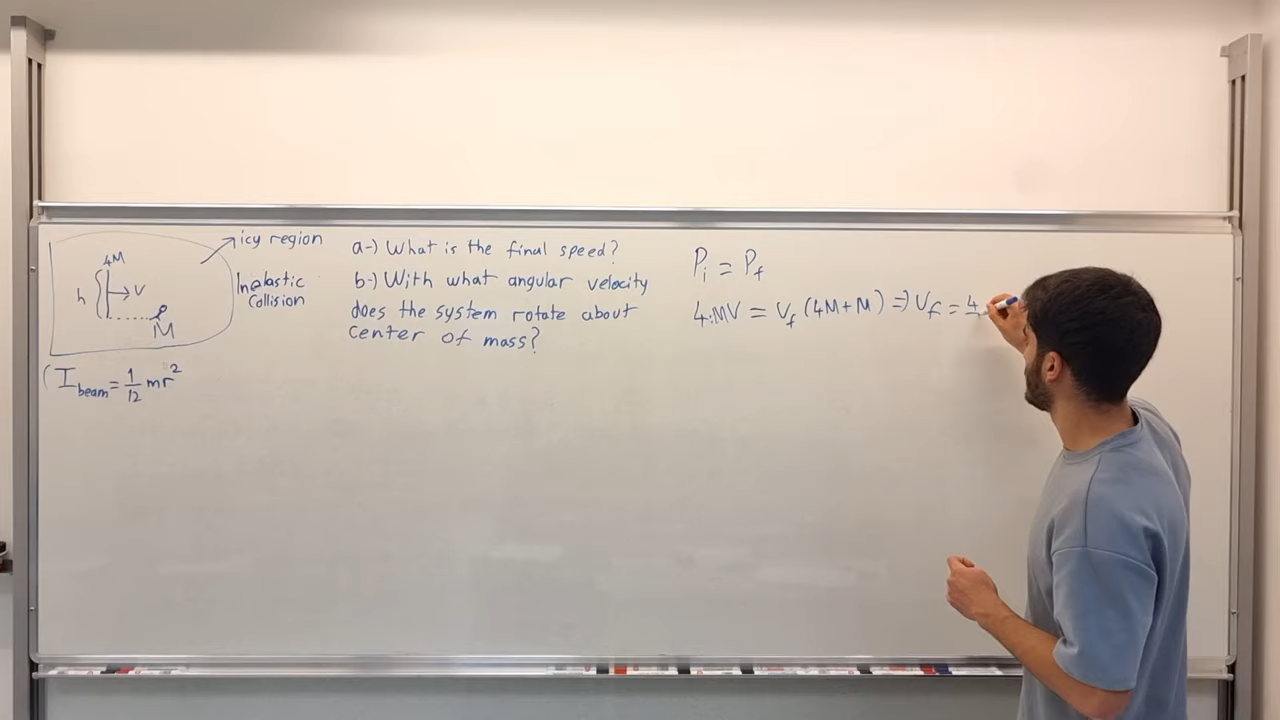 4M
h
V
M
icy region
Inelastic
Collision
(I beam = 1/12 mr²
a-) What is the final speed?
b-) With what angular velocity
does the system rotate about
center of mass?
P_i = P_f
4.MV = V_f (4M+M) => V_f = 4